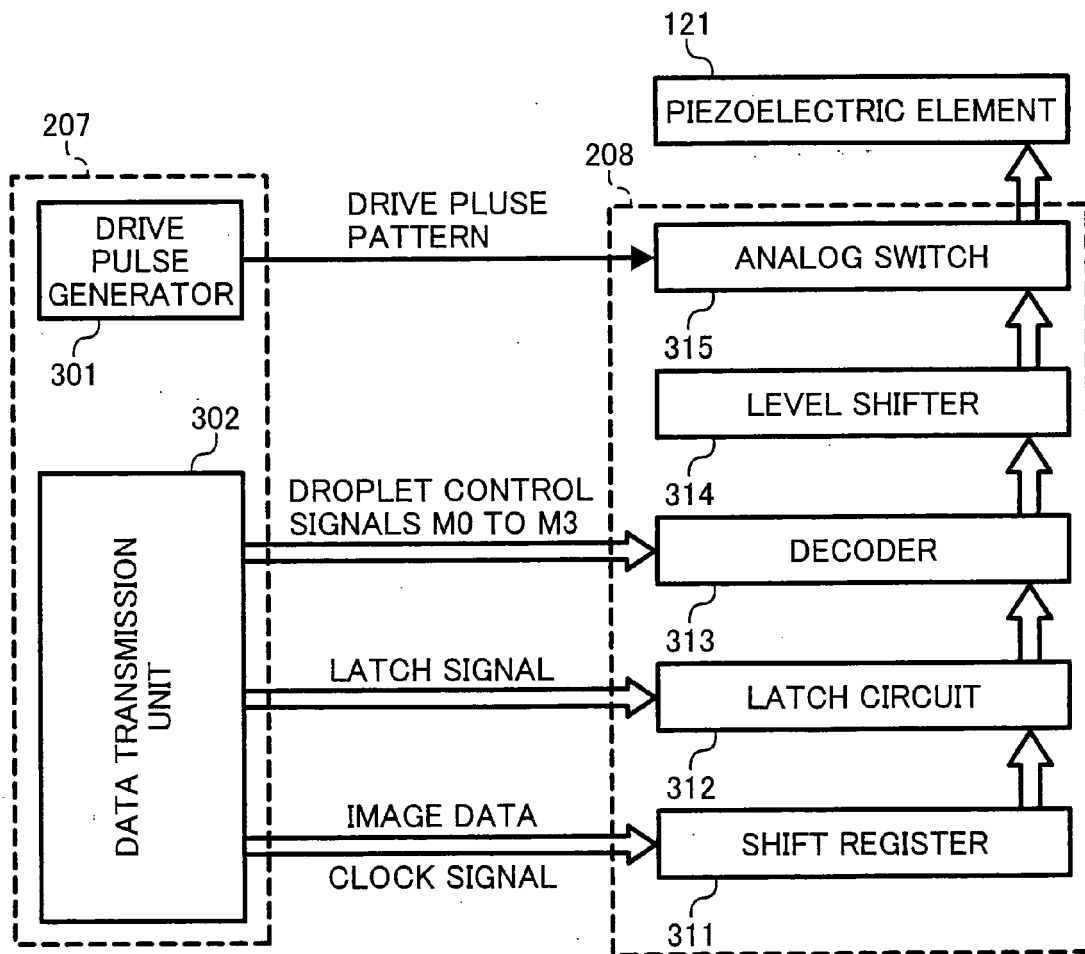 121
PIEZOELECTRIC ELEMENT
207
208
DRIVE
PULSE
GENERATOR
301
DRIVE PLUSE
PATTERN
ANALOG SWITCH
315
LEVEL SHIFTER
314
302
DATA TRANSMISSION
UNIT
DROPLET CONTROL
SIGNALS M0 TO M3
DECODER
313
LATCH SIGNAL
LATCH CIRCUIT
312
IMAGE DATA
CLOCK SIGNAL
SHIFT REGISTER
311